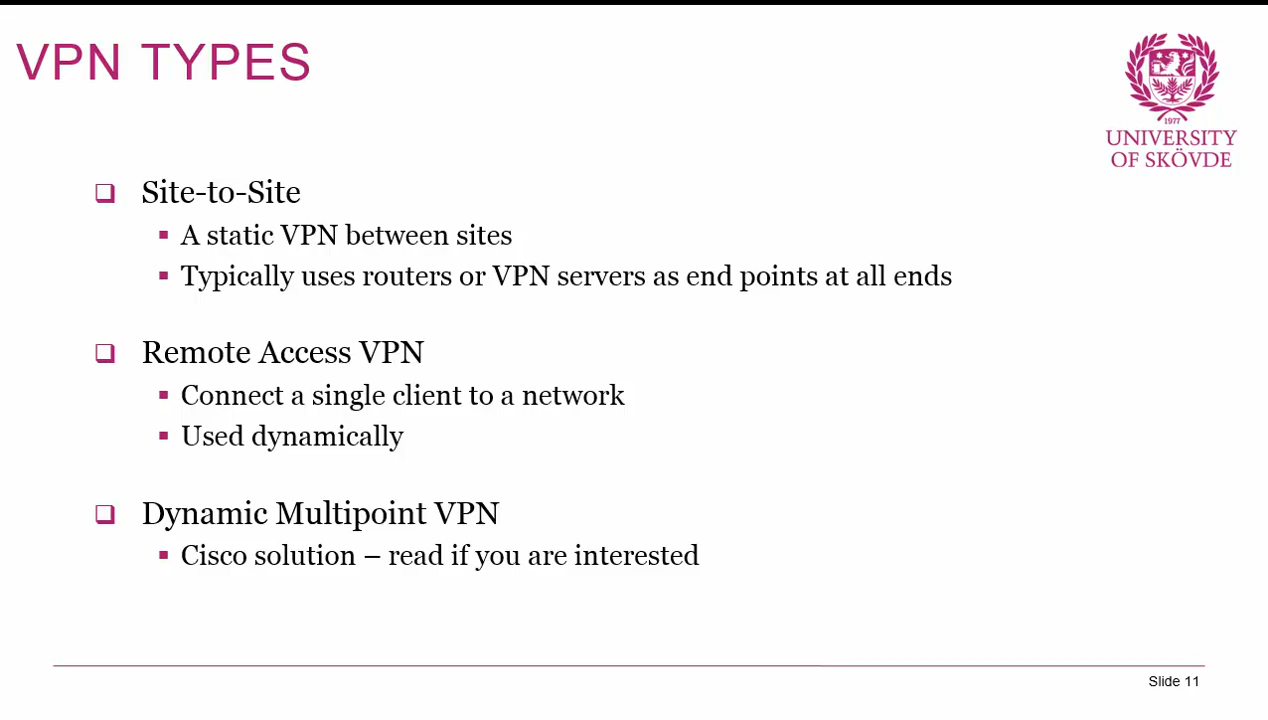 VPN TYPES
1977
UNIVERSITY
OF SKÖVDE
Site-to-Site
A static VPN between sites
Typically uses routers or VPN servers as end points at all ends
Remote Access VPN
Connect a single client to a network
Used dynamically
Dynamic Multipoint VPN
Cisco solution – read if you are interested
Slide 11